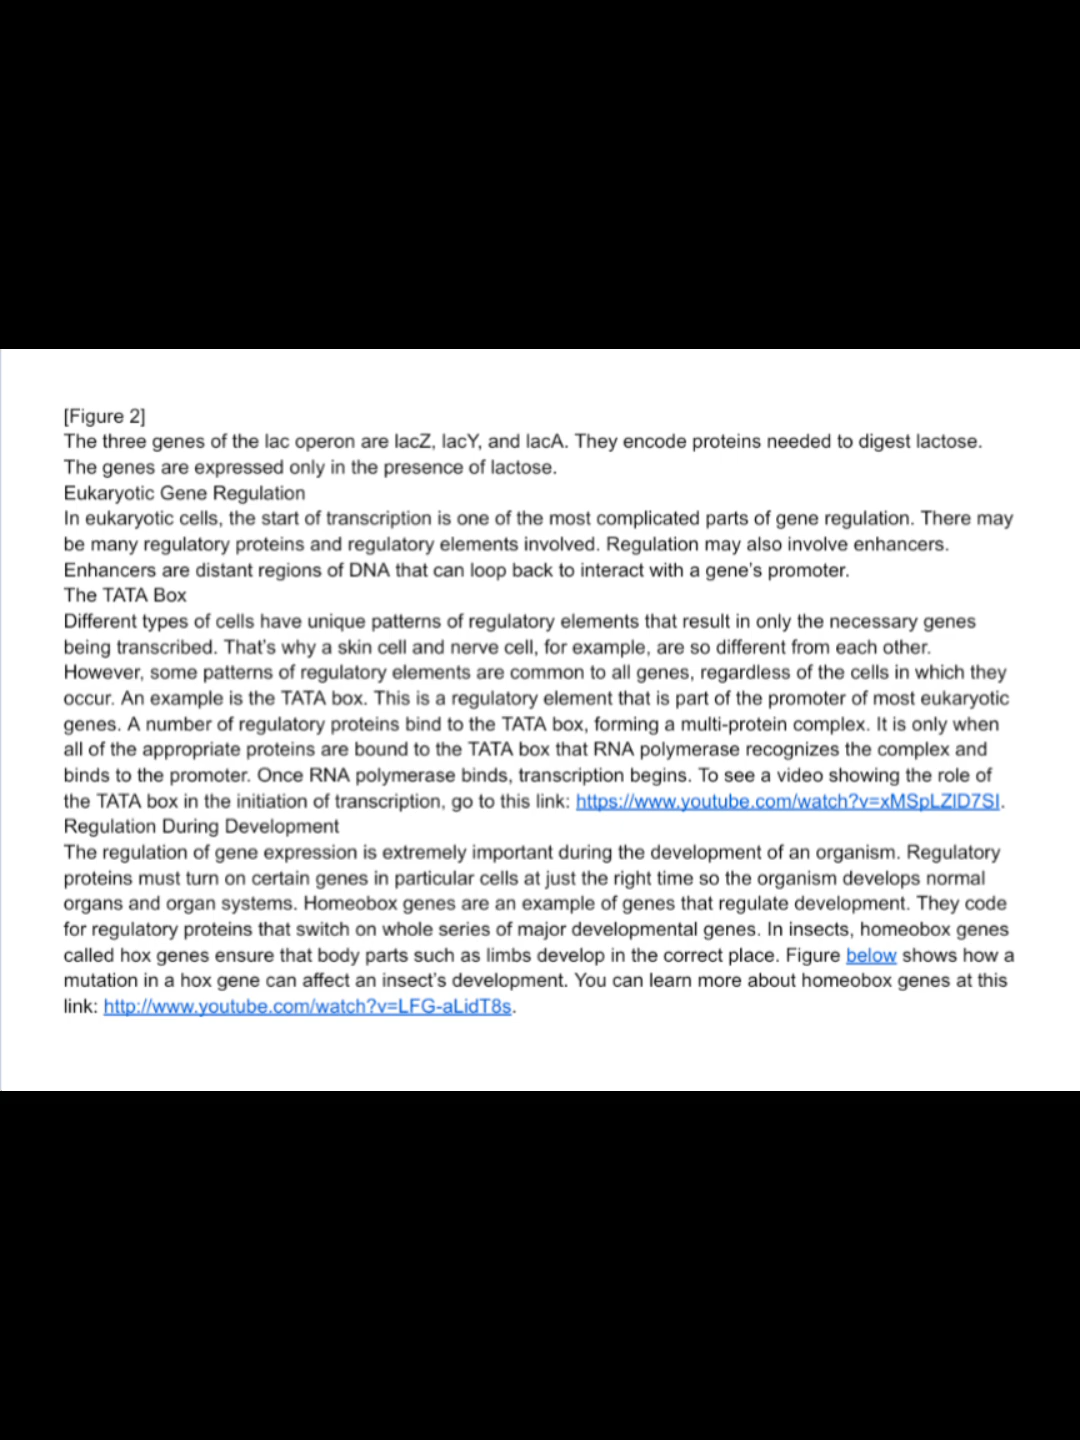 [Figure 2]
The three genes of the lac operon are lacZ, lacY, and lacA. They encode proteins needed to digest lactose.
The genes are expressed only in the presence of lactose.
Eukaryotic Gene Regulation
In eukaryotic cells, the start of transcription is one of the most complicated parts of gene regulation. There may
be many regulatory proteins and regulatory elements involved. Regulation may also involve enhancers.
Enhancers are distant regions of DNA that can loop back to interact with a gene's promoter.
The TATA Box
Different types of cells have unique patterns of regulatory elements that result in only the necessary genes
being transcribed. That's why a skin cell and nerve cell, for example, are so different from each other.
However, some patterns of regulatory elements are common to all genes, regardless of the cells in which they
occur. An example is the TATA box. This is a regulatory element that is part of the promoter of most eukaryotic
genes. A number of regulatory proteins bind to the TATA box, forming a multi-protein complex. It is only when
all of the appropriate proteins are bound to the TATA box that RNA polymerase recognizes the complex and
binds to the promoter. Once RNA polymerase binds, transcription begins. To see a video showing the role of
the TATA box in the initiation of transcription, go to this link: https://www.youtube.com/watch?v=xMSpLZlD7SI.
Regulation During Development
The regulation of gene expression is extremely important during the development of an organism. Regulatory
proteins must turn on certain genes in particular cells at just the right time so the organism develops normal
organs and organ systems. Homeobox genes are an example of genes that regulate development. They code
for regulatory proteins that switch on whole series of major developmental genes. In insects, homeobox genes
called hox genes ensure that body parts such as limbs develop in the correct place. Figure below shows how a
mutation in a hox gene can affect an insect's development. You can learn more about homeobox genes at this
link: http://www.youtube.com/watch?v=LFG-aLidT8s.